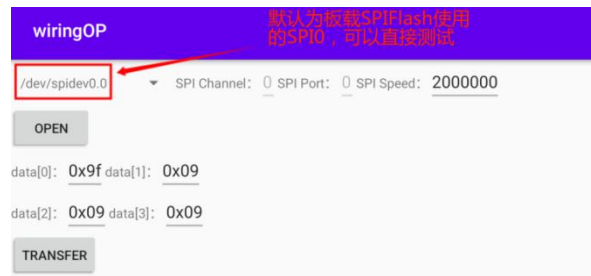 wiringOP
默认为板载SPIFlash使用
的SPI0，可以直接测试
/dev/spidev0.0 SPI Channel: 0 SPI Port: 0 SPI Speed: 2000000
OPEN
data[0]: 0x9f data[1]: 0x09
data[2]: 0x09 data[3]: 0x09
TRANSFER